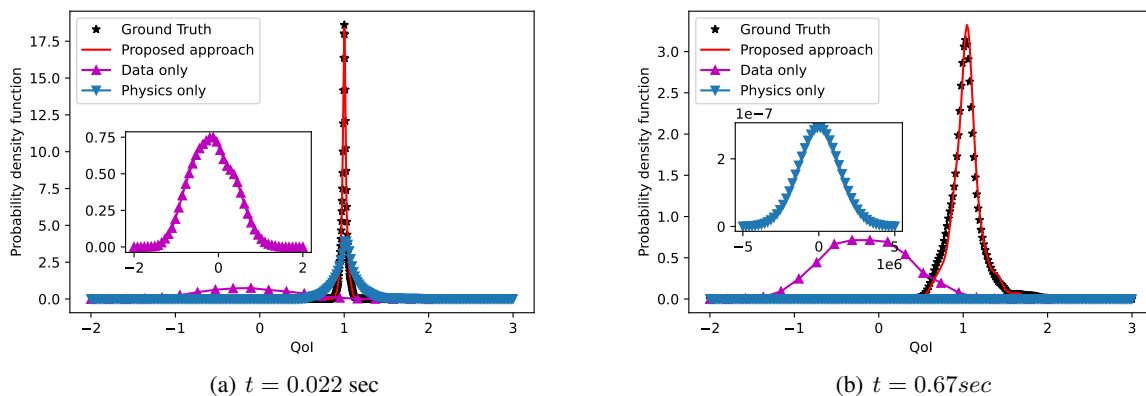 Ground Truth
Proposed approach
Data only
Physics only
Probability density function
17.5
15.0
12.5
10.0
7.5
5.0
2.5
0.0
0.75
0.50
0.25
0.00
−2 0 2
−2 −1 0 1 2 3
QoI
(a) t = 0.022 sec
Ground Truth
Proposed approach
Data only
Physics only
Probability density function
3.0
2.5
2.0
1.5
1.0
0.5
0.0
1e−7
2
0
−5 0 5
1e6
−2 −1 0 1 2 3
QoI
(b) t = 0.67sec